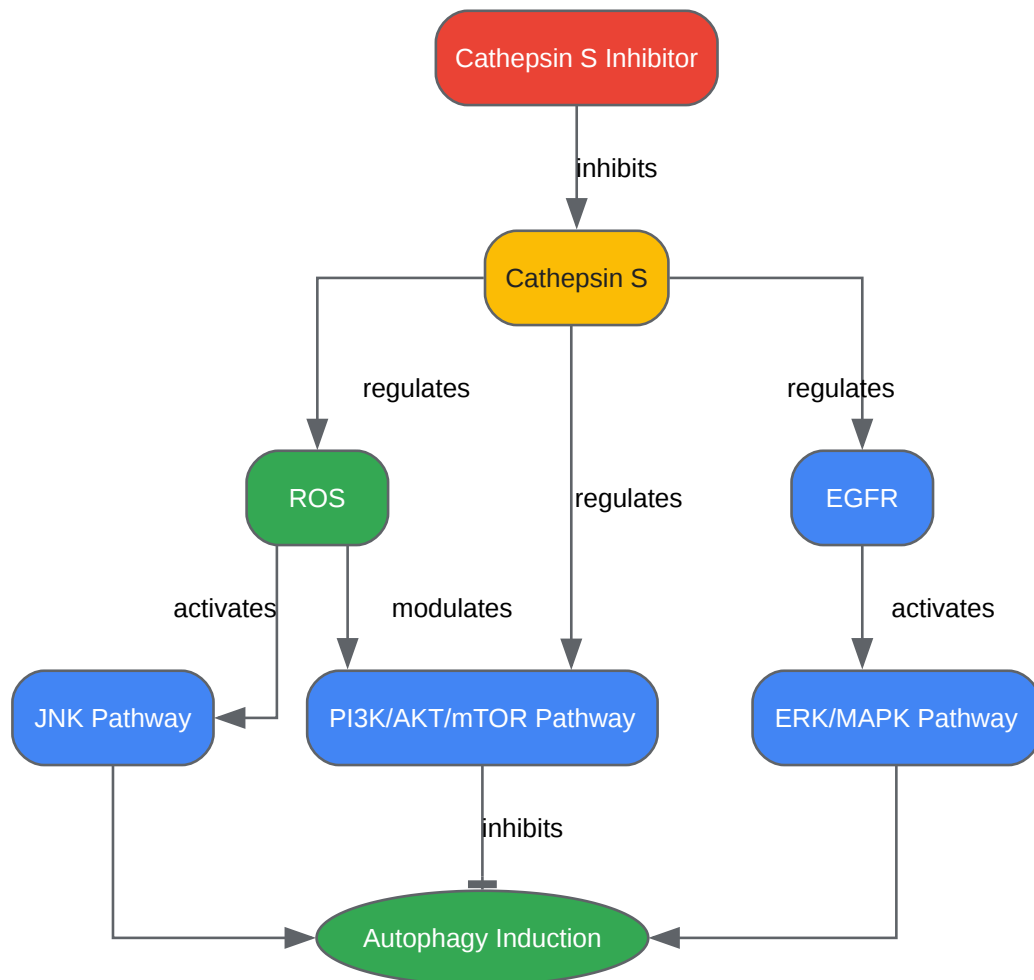 Cathepsin S Inhibitor
inhibits
Cathepsin S
regulates
regulates
ROS
regulates
EGFR
activates
modulates
activates
JNK Pathway
PI3K/AKT/mTOR Pathway
ERK/MAPK Pathway
inhibits
Autophagy Induction